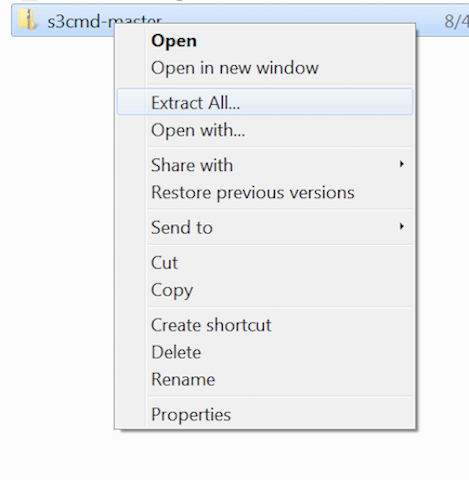 s3cmd-master 8/4
Open
Open in new window
Extract All...
Open with...
Share with
Restore previous versions
Send to
Cut
Copy
Create shortcut
Delete
Rename
Properties